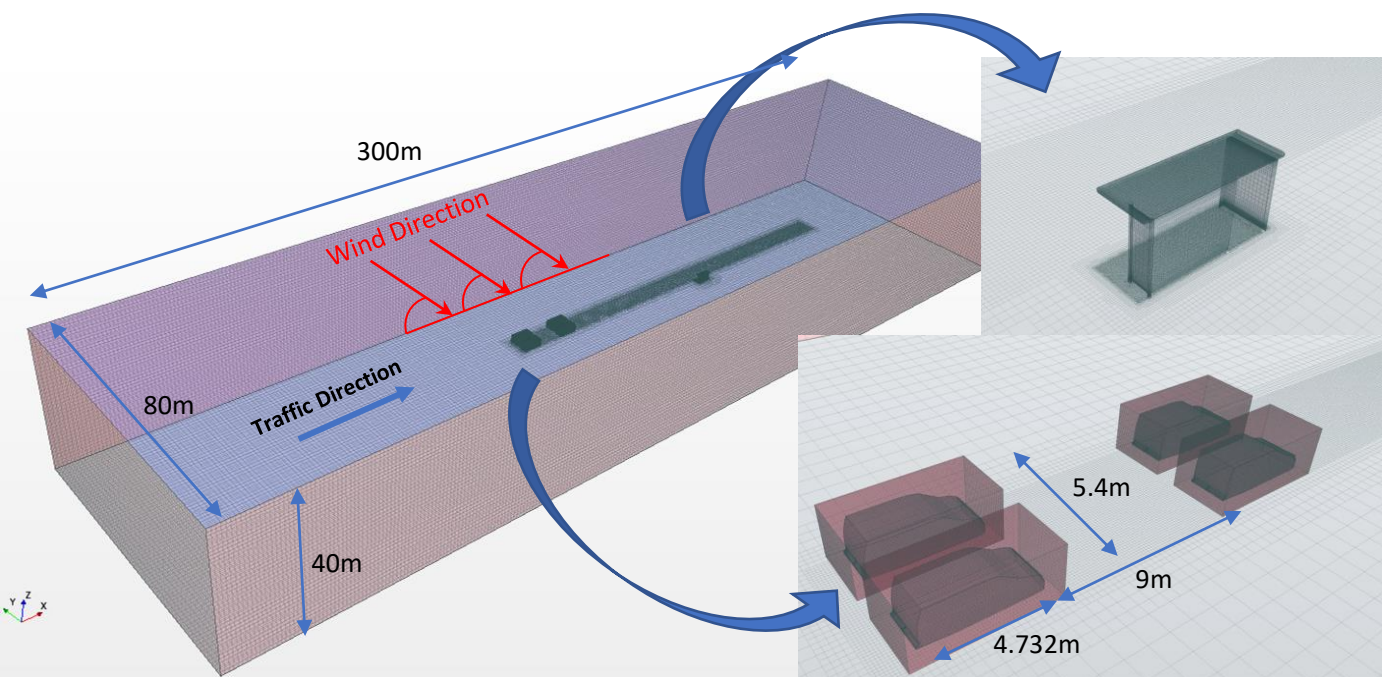 300m
Wind Direction
Traffic Direction
80m
40m
5.4m
9m
4.732m
Y Z X